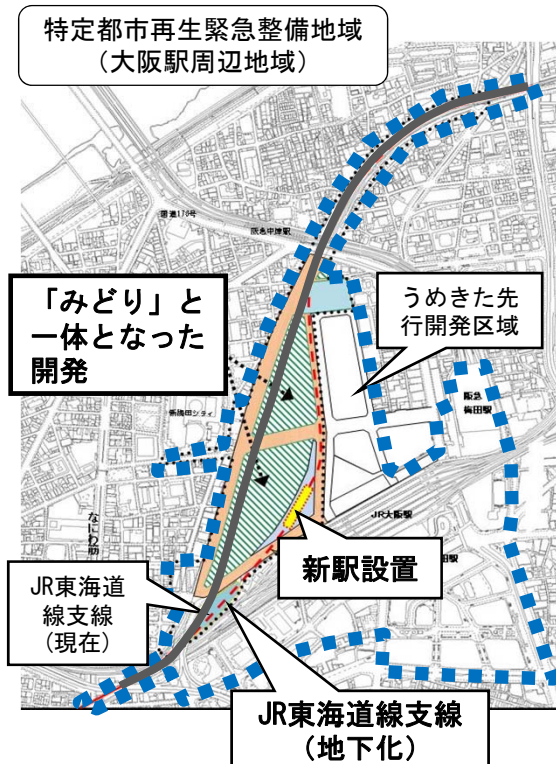 特定都市再生緊急整備地域
（大阪駅周辺地域）
国道176号
阪急中津駅
「みどり」と
一体となった
開発
うめきた先
行開発区域
阪急
梅田駅
新梅田シティ
なにわ筋
JR大阪駅
新駅設置
JR東海道
線支線
（現在）
JR東海道線支線
（地下化）